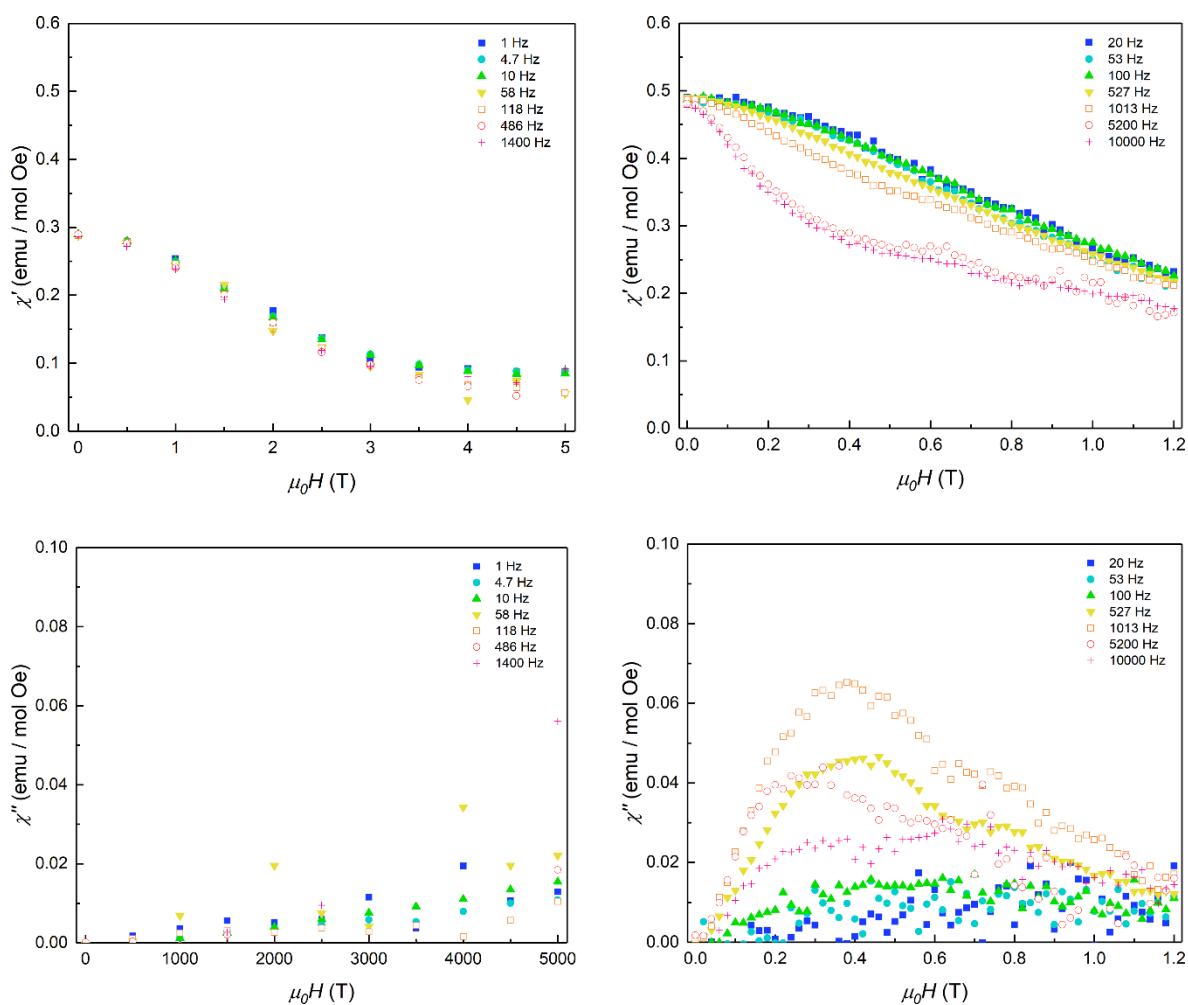 0.6
0.5
0.4
0.3
0.2
0.1
0.0
χ′ (emu / mol Oe)
1 Hz
4.7 Hz
10 Hz
58 Hz
118 Hz
486 Hz
1400 Hz
0 1 2 3 4 5
μ0H (T)
0.6
0.5
0.4
0.3
0.2
0.1
0.0
χ′ (emu / mol Oe)
20 Hz
53 Hz
100 Hz
527 Hz
1013 Hz
5200 Hz
10000 Hz
0.0 0.2 0.4 0.6 0.8 1.0 1.2
μ0H (T)
0.10
0.08
0.06
0.04
0.02
0.00
χ″ (emu / mol Oe)
1 Hz
4.7 Hz
10 Hz
58 Hz
118 Hz
486 Hz
1400 Hz
0 1000 2000 3000 4000 5000
μ0H (T)
0.10
0.08
0.06
0.04
0.02
0.00
χ″ (emu / mol Oe)
20 Hz
53 Hz
100 Hz
527 Hz
1013 Hz
5200 Hz
10000 Hz
0.0 0.2 0.4 0.6 0.8 1.0 1.2
μ0H (T)